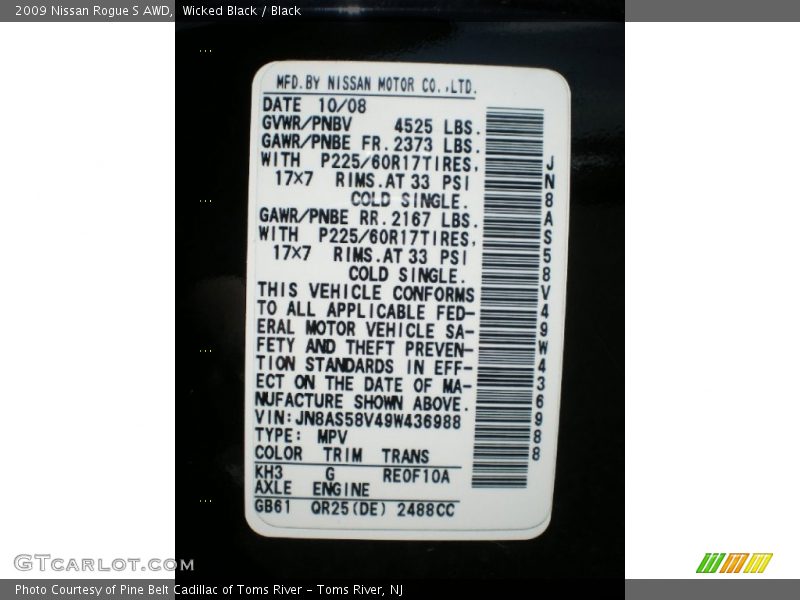 2009 Nissan Rogue S AWD, Wicked Black / Black
MFD.BY NISSAN MOTOR CO.,LTD.
DATE 10/08
GVWR/PNBV 4525 LBS.
GAWR/PNBE FR.2373 LBS.
WITH P225/60R17TIRES,
17×7 RIMS.AT 33 PSI
COLD SINGLE.
GAWR/PNBE RR.2167 LBS.
WITH P225/60R17TIRES,
17×7 RIMS.AT 33 PSI
COLD SINGLE.
THIS VEHICLE CONFORMS
TO ALL APPLICABLE FED-
ERAL MOTOR VEHICLE SA-
FETY AND THEFT PREVEN-
TION STANDARDS IN EFF-
ECT ON THE DATE OF MA-
NUFACTURE SHOWN ABOVE.
VIN:JN8AS58V49W436988
TYPE: MPV
COLOR TRIM TRANS
KH3 G RE0F10A
AXLE ENGINE
GB61 QR25(DE) 2488CC
JN8AS58V49W436988
GTcarlot.com
Photo Courtesy of Pine Belt Cadillac of Toms River - Toms River, NJ